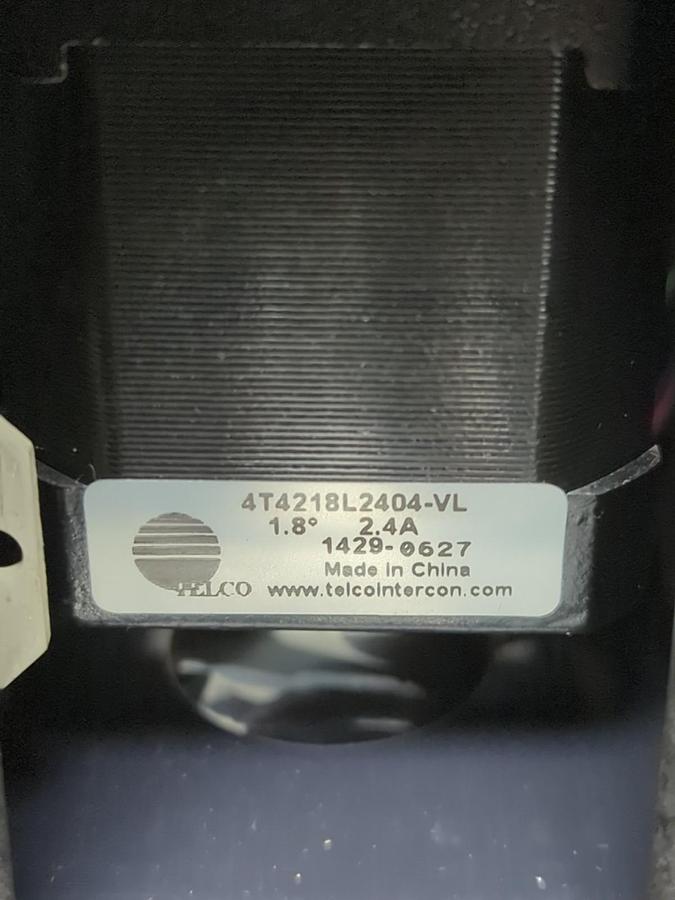 4T4218L2404-VL
1.8° 2.4A
1429-0627
Made in China
TELCO www.telcointercon.com